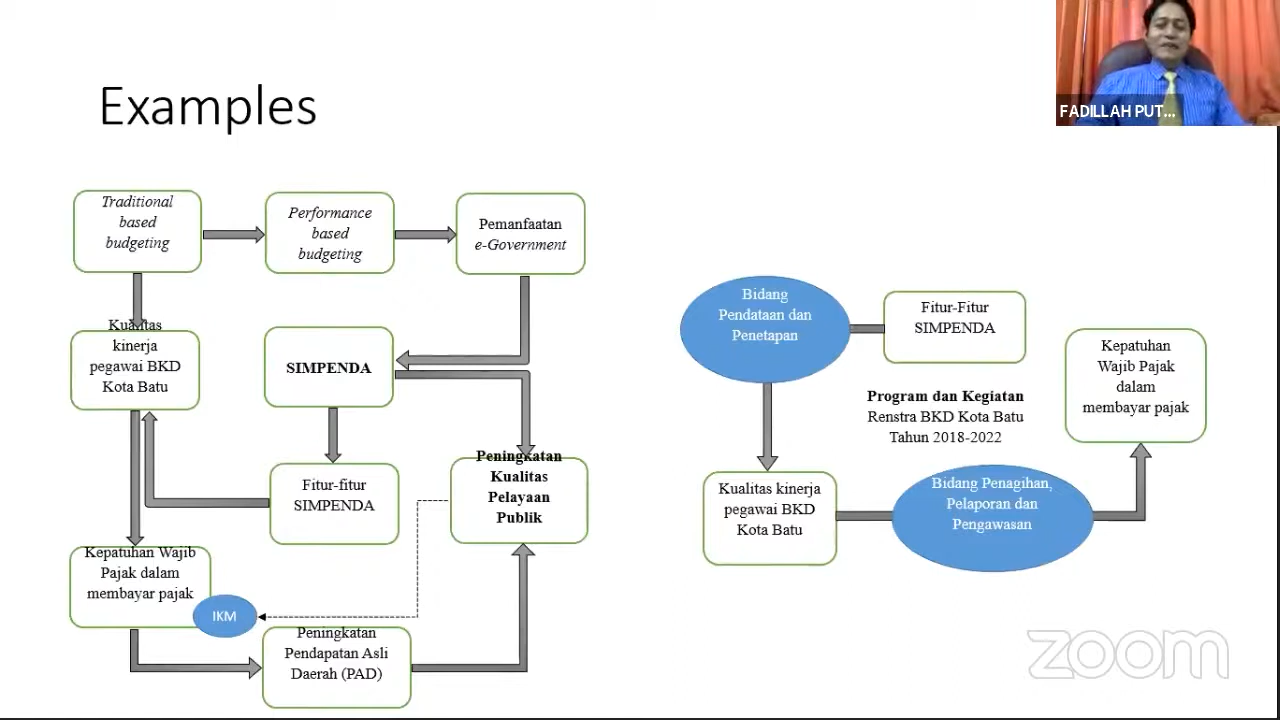 Examples
FADILLAH PUT...
Traditional
based
budgeting
Performance
based
budgeting
Pemanfaatan
e-Government
Kualitas
kinerja
pegawai BKD
Kota Batu
SIMPENDA
Fitur-fitur
SIMPENDA
Peningkatan
Kualitas
Pelayaan
Publik
Kepatuhan Wajib
Pajak dalam
membayar pajak
IKM
Peningkatan
Pendapatan Asli
Daerah (PAD)
Bidang
Pendataan dan
Penetapan
Fitur-Fitur
SIMPENDA
Kepatuhan
Wajib Pajak
dalam
membayar pajak
Program dan Kegiatan
Renstra BKD Kota Batu
Tahun 2018-2022
Kualitas kinerja
pegawai BKD
Kota Batu
Bidang Penagihan,
Pelaporan dan
Pengawasan
zoom